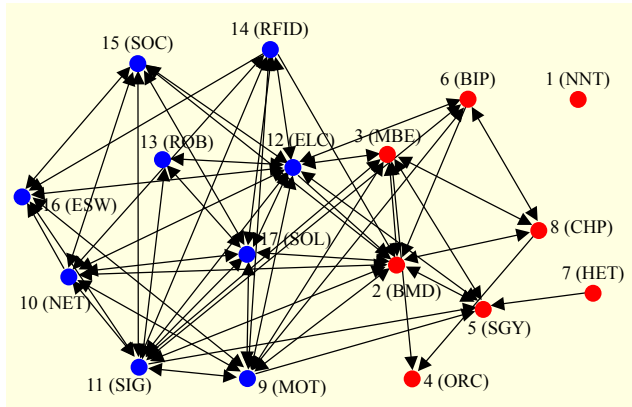 14 (RFID)
15 (SOC)
6 (BIP)
1 (NNT)
13 (ROB)
12 (ELC)
3 (MBE)
16 (ESW)
8 (CHP)
17 (SOL)
7 (HET)
2 (BMD)
10 (NET)
5 (SGY)
11 (SIG)
9 (MOT)
4 (ORC)